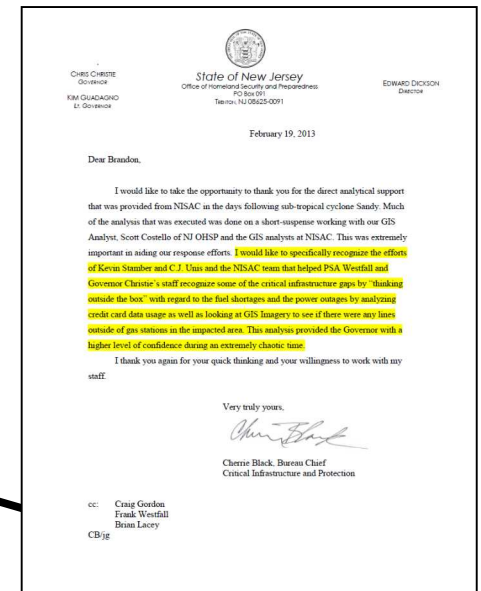 CHRIS CHRISTIE
GOVERNOR
KIM GUADAGNO
LT. GOVERNOR
State of New Jersey
Office of Homeland Security and Preparedness
PO Box 091
TRENTON, NJ 08625-0091
EDWARD DICKSON
DIRECTOR
February 19, 2013
Dear Brandon,
I would like to take the opportunity to thank you for the direct analytical support
that was provided from NISAC in the days following sub-tropical cyclone Sandy. Much
of the analysis that was executed was done on a short-suspense working with our GIS
Analyst, Scott Costello of NJ OHSP and the GIS analysts at NISAC. This was extremely
important in aiding our response efforts. I would like to specifically recognize the efforts
of Kevin Stamber and C.J. Unis and the NISAC team that helped PSA Westfall and
Governor Christie's staff recognize some of the critical infrastructure gaps by "thinking
outside the box" with regard to the fuel shortages and the power outages by analyzing
credit card data usage as well as looking at GIS Imagery to see if there were any lines
outside of gas stations in the impacted area. This analysis provided the Governor with a
higher level of confidence during an extremely chaotic time.
I thank you again for your quick thinking and your willingness to work with my
staff.
Very truly yours,
Cherrie Black
Cherrie Black, Bureau Chief
Critical Infrastructure and Protection
cc: Craig Gordon
Frank Westfall
Brian Lacey
CB/jg